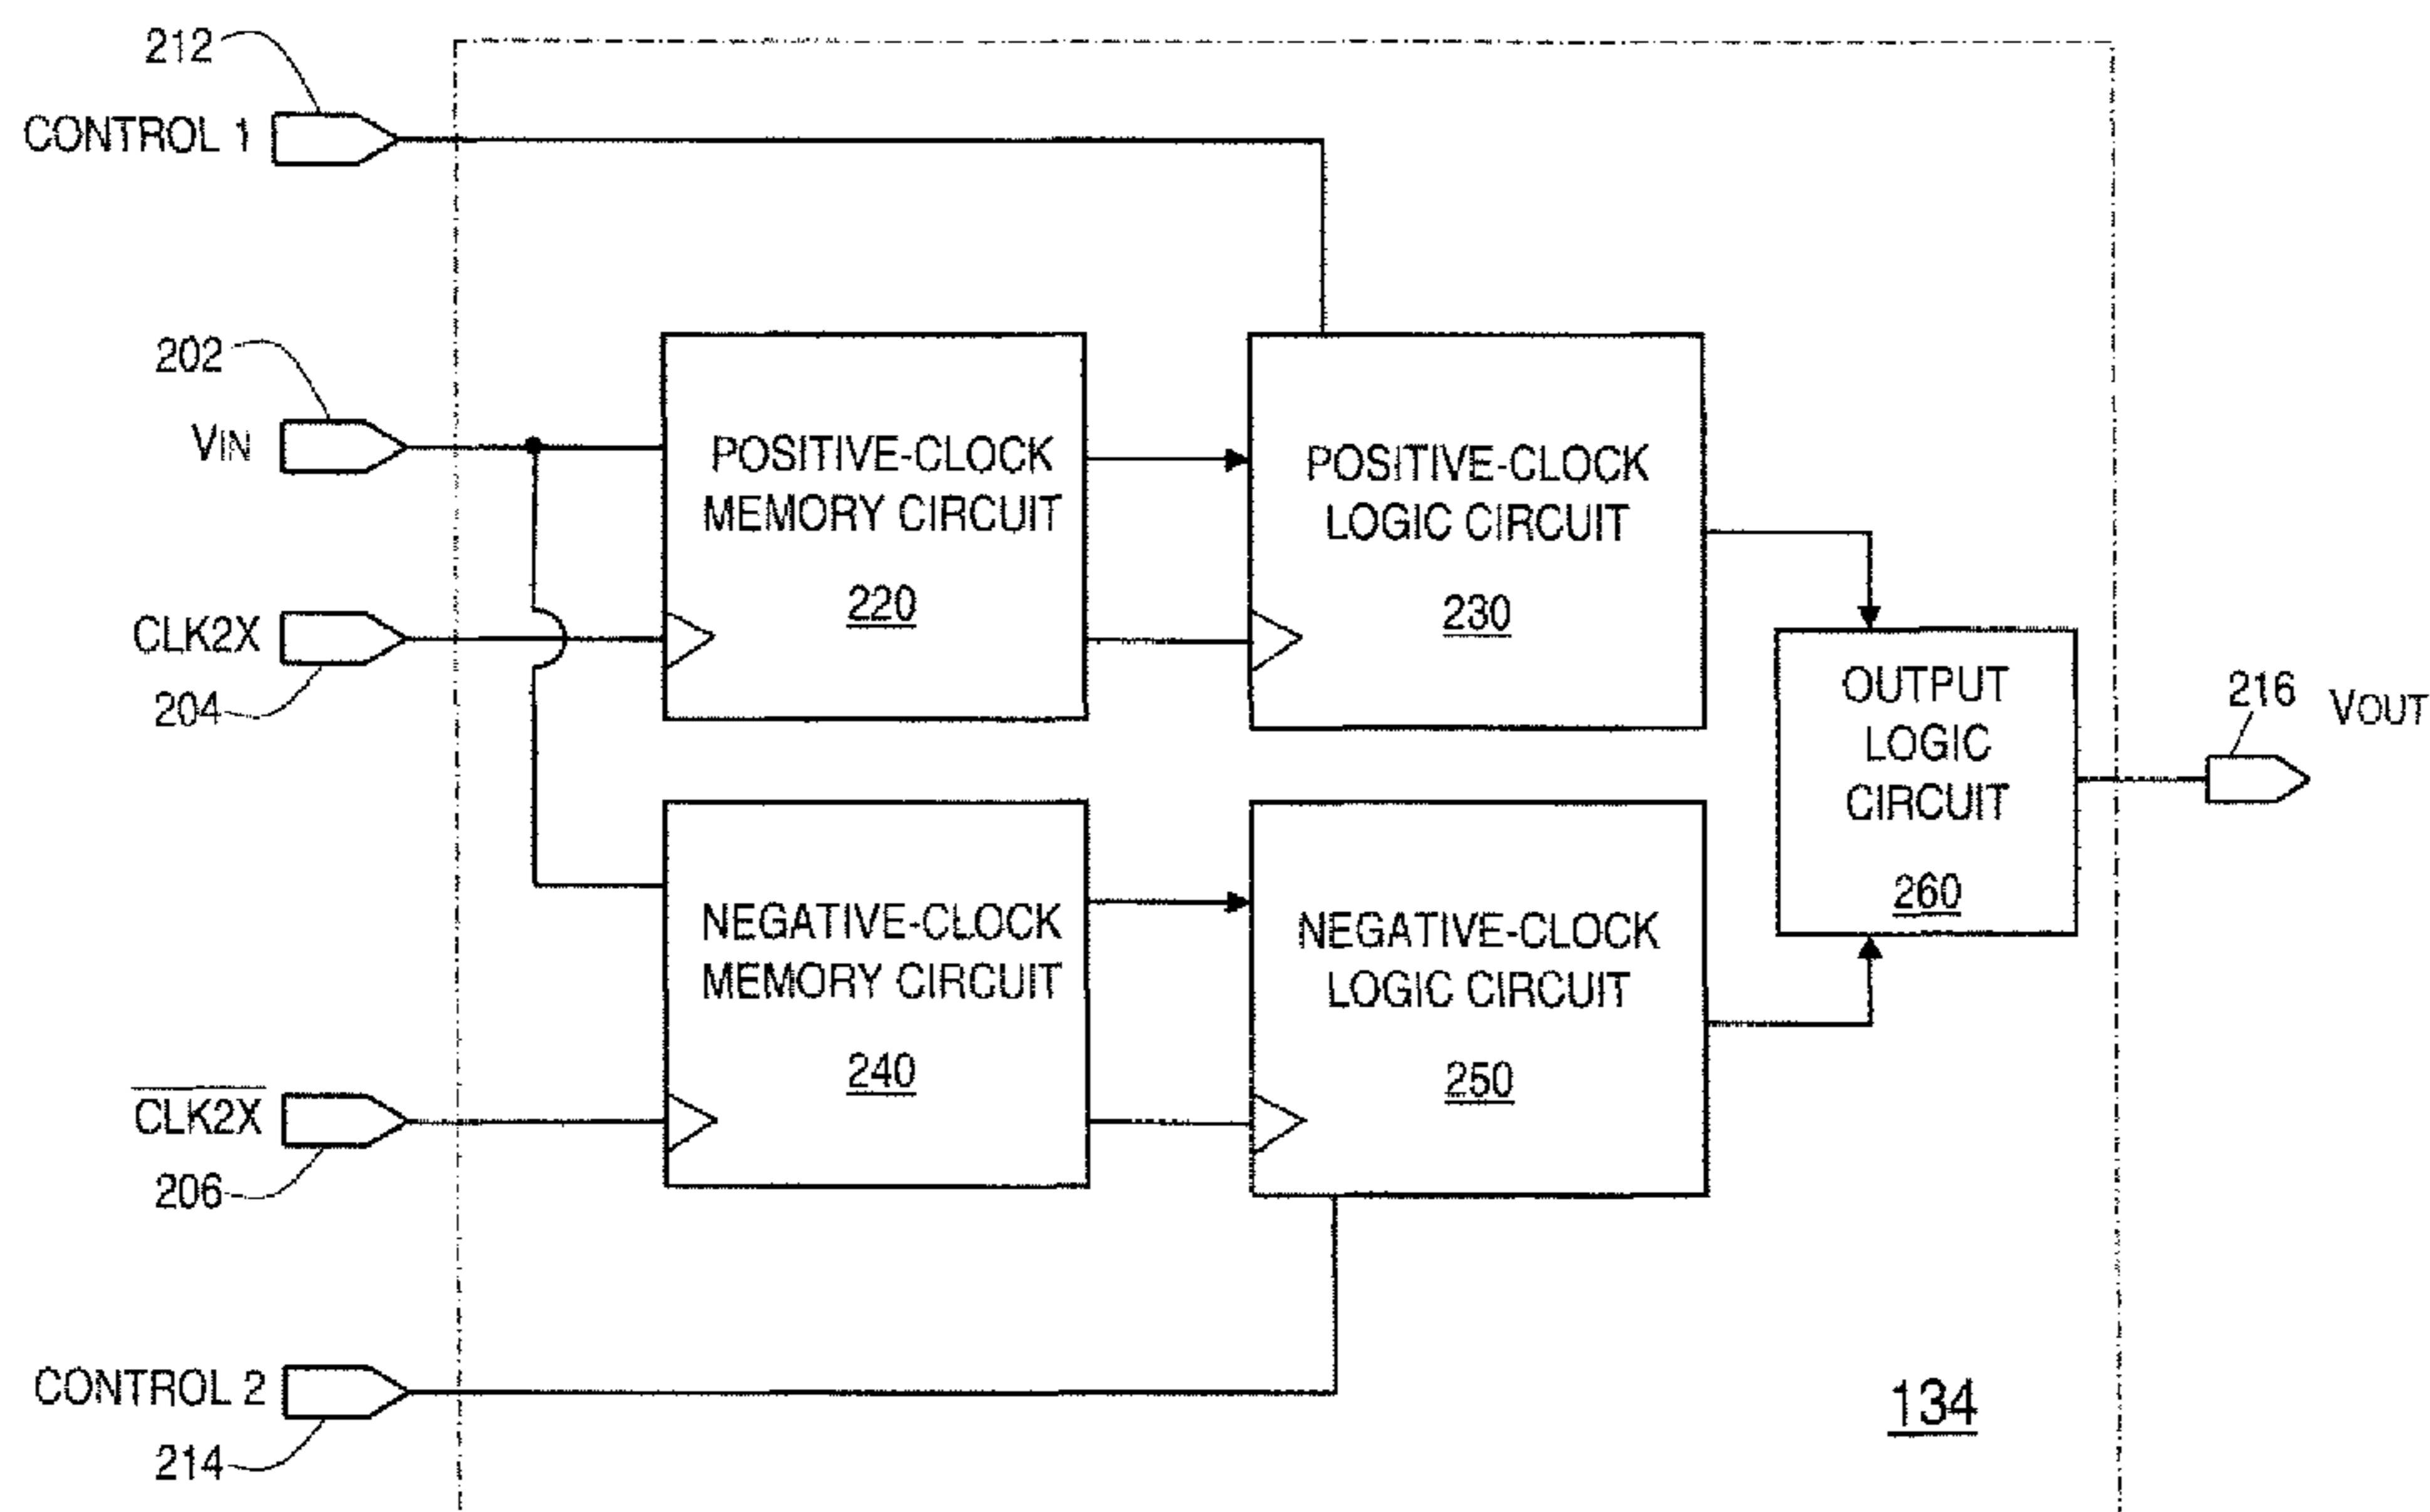 212
CONTROL 1
202
VIN
CLK2X
204
POSITIVE-CLOCK
MEMORY CIRCUIT
220
POSITIVE-CLOCK
LOGIC CIRCUIT
230
OUTPUT
LOGIC
CIRCUIT
260
216
VOUT
NEGATIVE-CLOCK
MEMORY CIRCUIT
240
NEGATIVE-CLOCK
LOGIC CIRCUIT
250
CLK2X
206
CONTROL 2
214
134